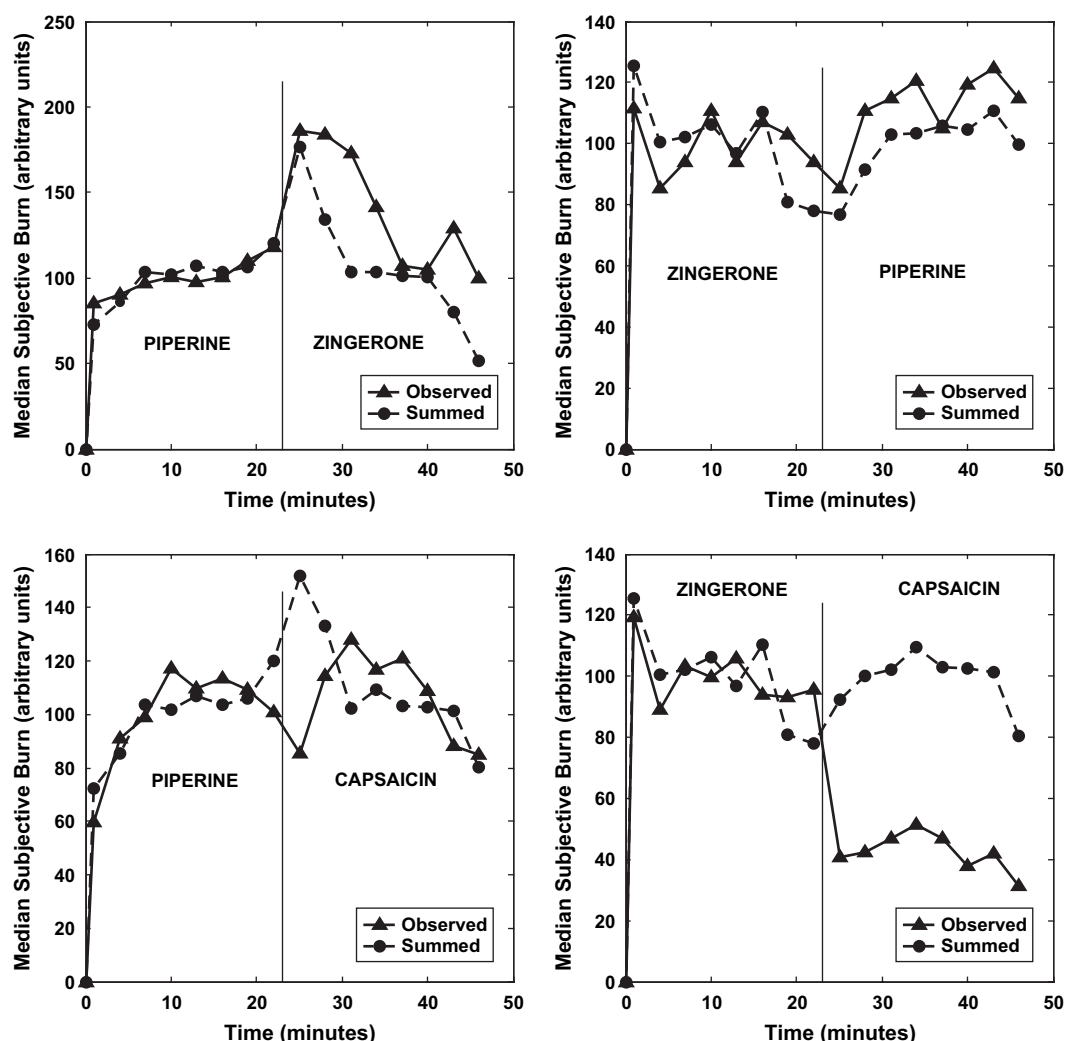 Median Subjective Burn (arbitrary units)
250
200
150
100
50
0
PIPERINE
ZINGERONE
Observed
Summed
0 10 20 30 40 50
Time (minutes)
Median Subjective Burn (arbitrary units)
140
120
100
80
60
40
20
0
ZINGERONE
PIPERINE
Observed
Summed
0 10 20 30 40 50
Time (minutes)
Median Subjective Burn (arbitrary units)
160
140
120
100
80
60
40
20
0
PIPERINE
CAPSAICIN
Observed
Summed
0 10 20 30 40 50
Time (minutes)
Median Subjective Burn (arbitrary units)
140
120
100
80
60
40
20
0
ZINGERONE
CAPSAICIN
Observed
Summed
0 10 20 30 40 50
Time (minutes)